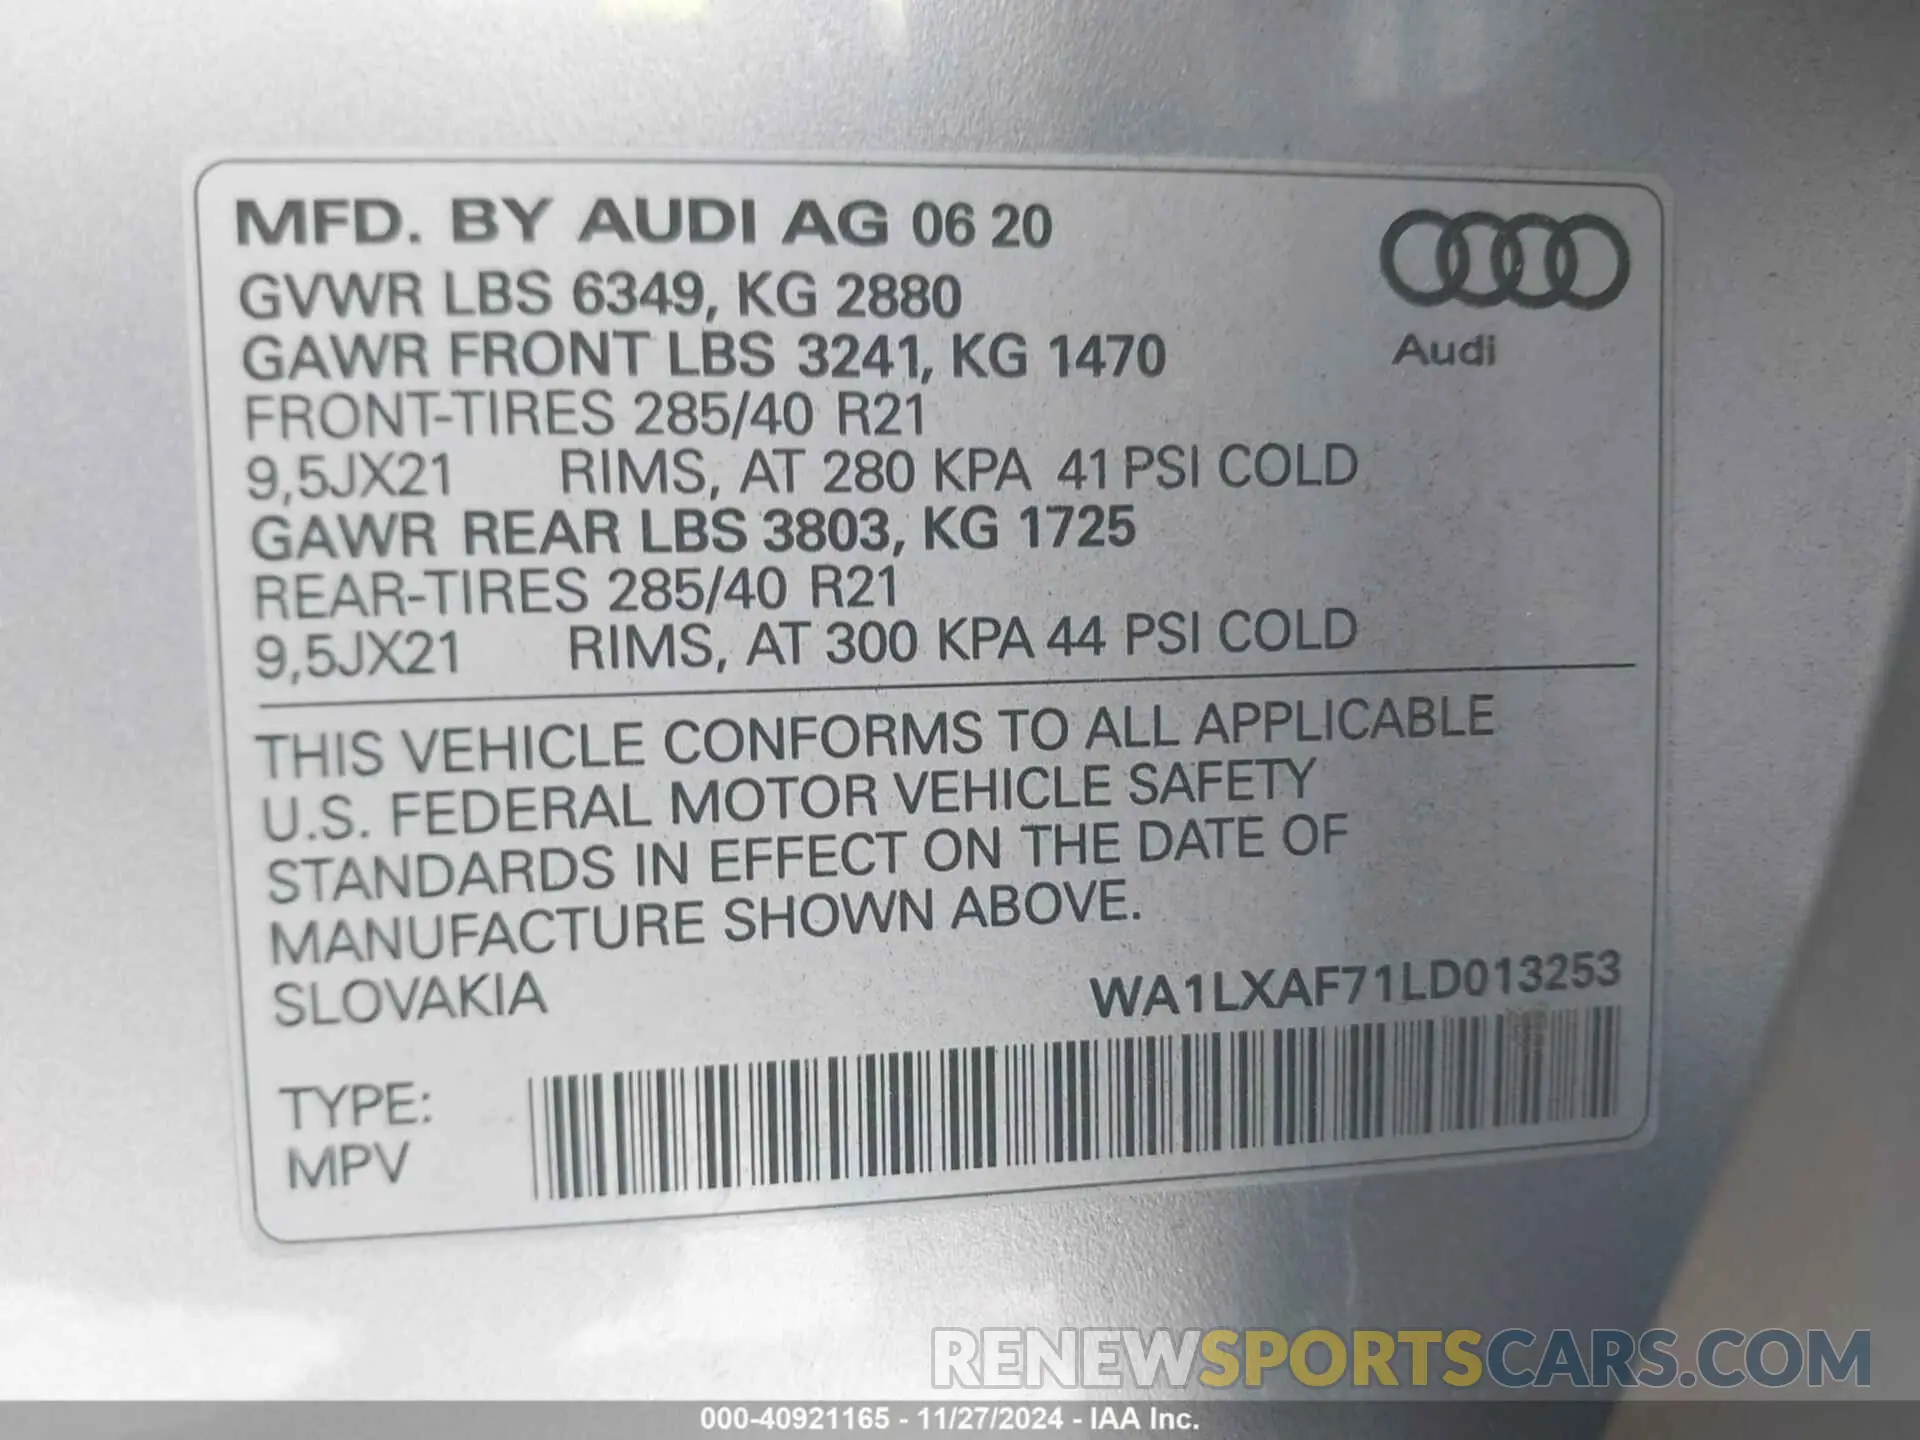 MFD. BY AUDI AG 06 20
GVWR LBS 6349, KG 2880
GAWR FRONT LBS 3241, KG 1470
FRONT-TIRES 285/40 R21
9,5JX21 RIMS, AT 280 KPA 41 PSI COLD
GAWR REAR LBS 3803, KG 1725
REAR-TIRES 285/40 R21
9,5JX21 RIMS, AT 300 KPA 44 PSI COLD
Audi
THIS VEHICLE CONFORMS TO ALL APPLICABLE
U.S. FEDERAL MOTOR VEHICLE SAFETY
STANDARDS IN EFFECT ON THE DATE OF
MANUFACTURE SHOWN ABOVE.
SLOVAKIA WA1LXAF71LD013253
TYPE:
MPV
RENEWSPORTSCARS.COM
000-40921165 - 11/27/2024 - IAA Inc.